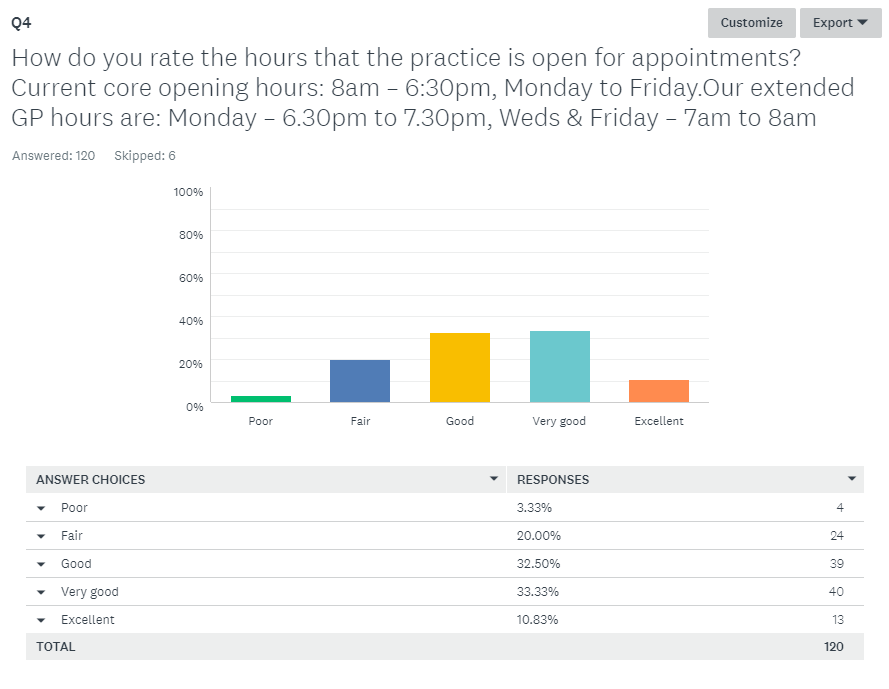 Q4
Customize
Export
How do you rate the hours that the practice is open for appointments?
Current core opening hours: 8am – 6:30pm, Monday to Friday.Our extended
GP hours are: Monday – 6.30pm to 7.30pm, Weds & Friday – 7am to 8am
Answered: 120 Skipped: 6
100%
80%
60%
40%
20%
0%
Poor Fair Good Very good Excellent
ANSWER CHOICES RESPONSES
Poor 3.33% 4
Fair 20.00% 24
Good 32.50% 39
Very good 33.33% 40
Excellent 10.83% 13
TOTAL 120